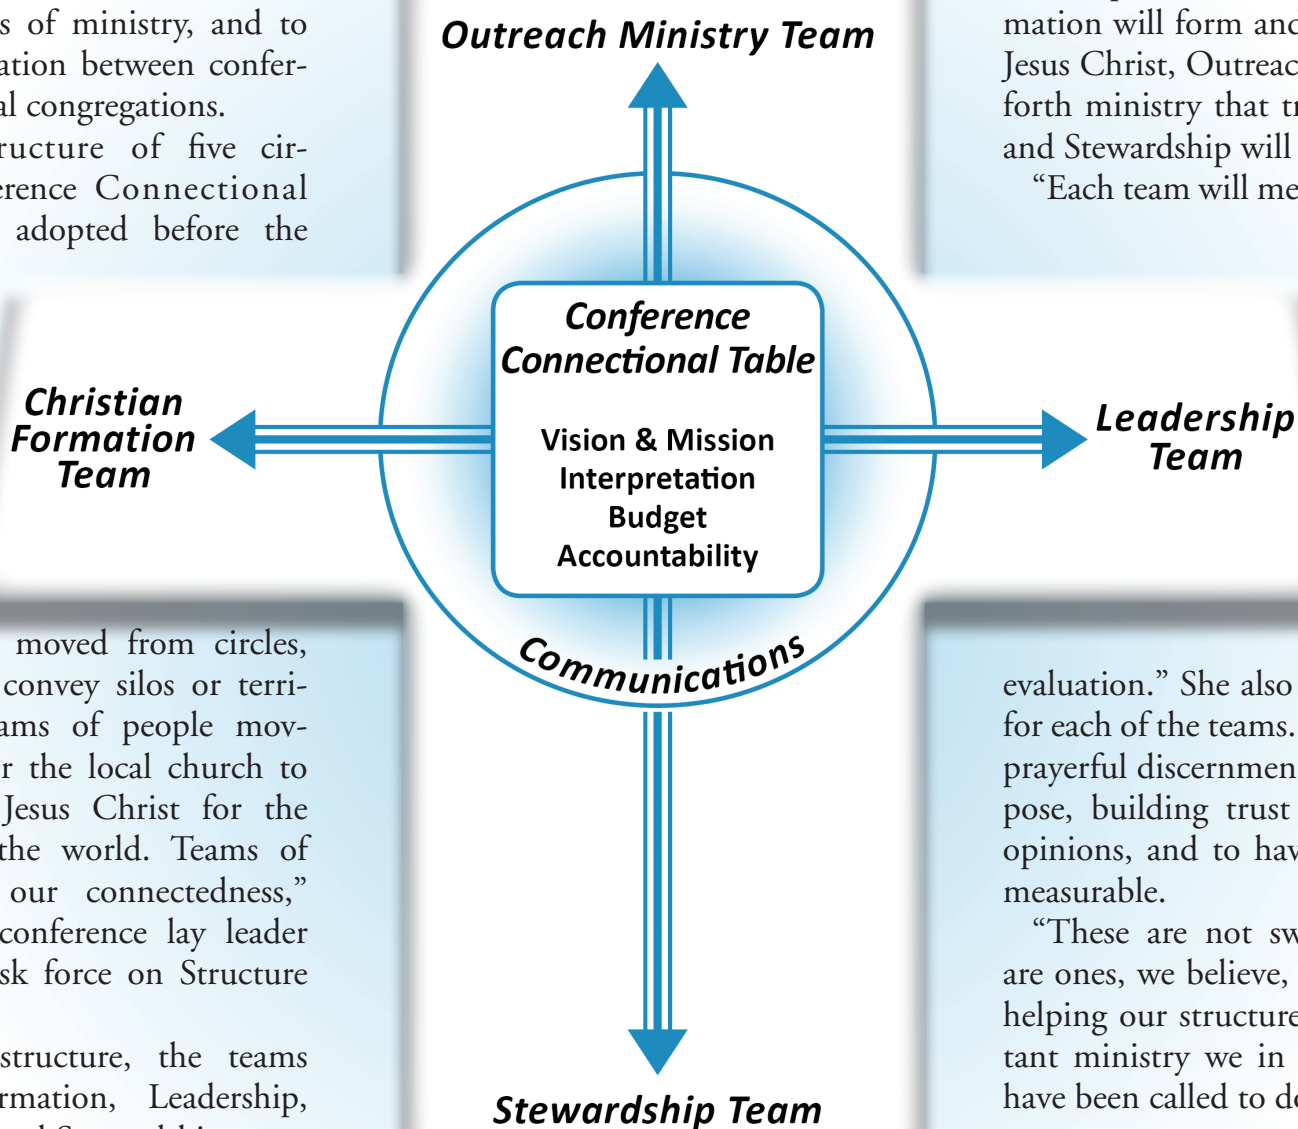 s of ministry, and to
ation between confer-
al congregations.
ructure of five cir-
erence Connectional
adopted before the
Outreach Ministry Team
mation will form and
Jesus Christ, Outreac
forth ministry that tr
and Stewardship will
“Each team will me
Conference
Connectional Table
Vision & Mission
Interpretation
Budget
Accountability
Christian
Formation
Team
Leadership
Team
Communications
moved from circles,
convey silos or terri-
ams of people mov-
r the local church to
Jesus Christ for the
the world. Teams of
our connectedness,”
conference lay leader
sk force on Structure
structure, the teams
rmation, Leadership,
evaluation.” She also
for each of the teams.
prayerful discernmen
pose, building trust
opinions, and to hav
measurable.
“These are not sw
are ones, we believe,
helping our structure
tant ministry we in
have been called to do
Stewardship Team